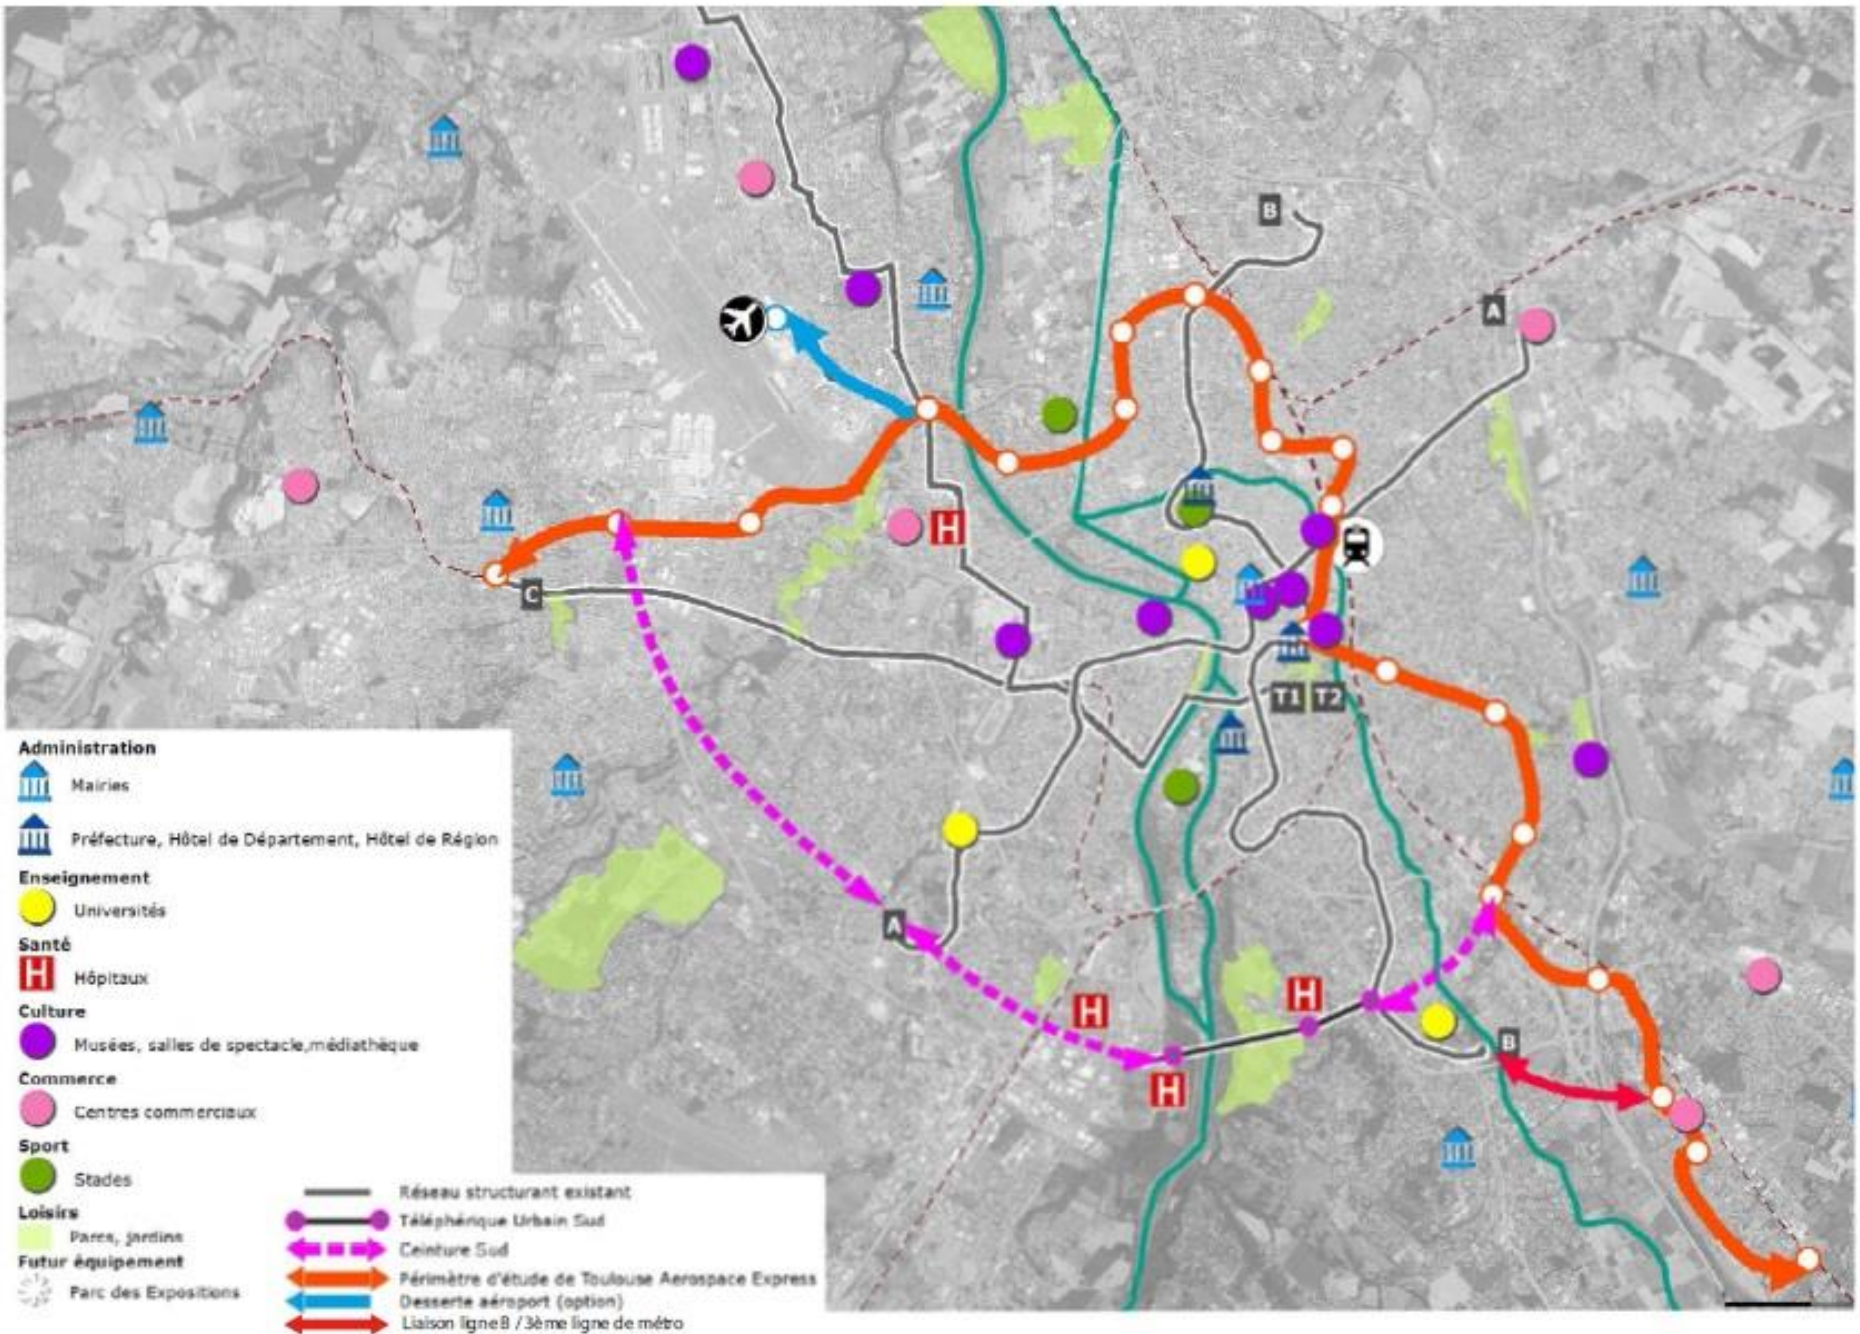 B
A
H
C
T1 T2
A
H
H
B
H
Administration
Mairies
Préfecture, Hôtel de Département, Hôtel de Région
Enseignement
Universités
Santé
H Hôpitaux
Culture
Musées, salles de spectacle,médiathèque
Commerce
Centres commerciaux
Sport
Stades
Loisirs
Parcs, jardins
Futur équipement
Parc des Expositions
Réseau structurant existant
Téléphérique Urbain Sud
Ceinture Sud
Périmètre d'étude de Toulouse Aerospace Express
Desserte aéroport (option)
Liaison ligne B / 3ème ligne de métro